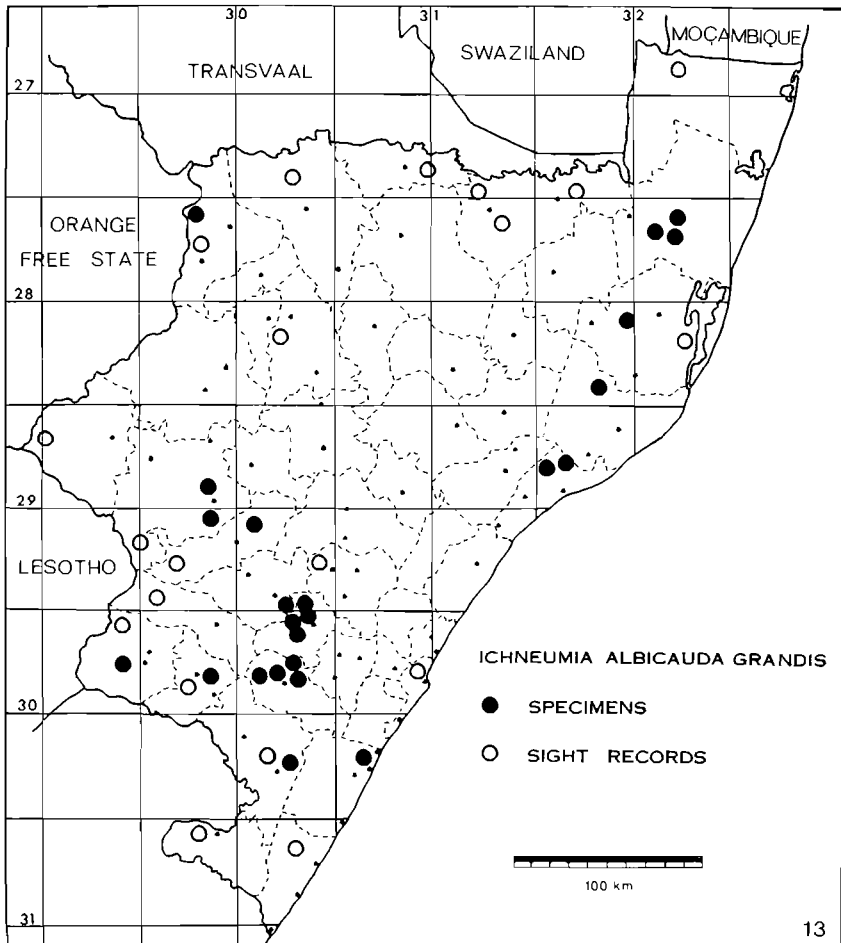 30 31 32
MOÇAMBIQUE
SWAZILAND
TRANSVAAL
27
ORANGE
FREE STATE
28
29
LESOTHO
ICHNEUMIA ALBICAUDA GRANDIS
SPECIMENS
30
SIGHT RECORDS
100 km
31
13